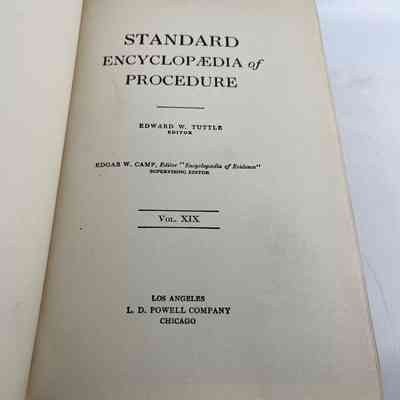 STANDARD
ENCYCLOPÆDIA of
PROCEDURE
EDWARD W. TUTTLE
EDITOR
EDGAR W. CAMP, Editor "Encyclopædia of Evidence"
SUPERVISING EDITOR
VOL. XIX
LOS ANGELES
L. D. POWELL COMPANY
CHICAGO